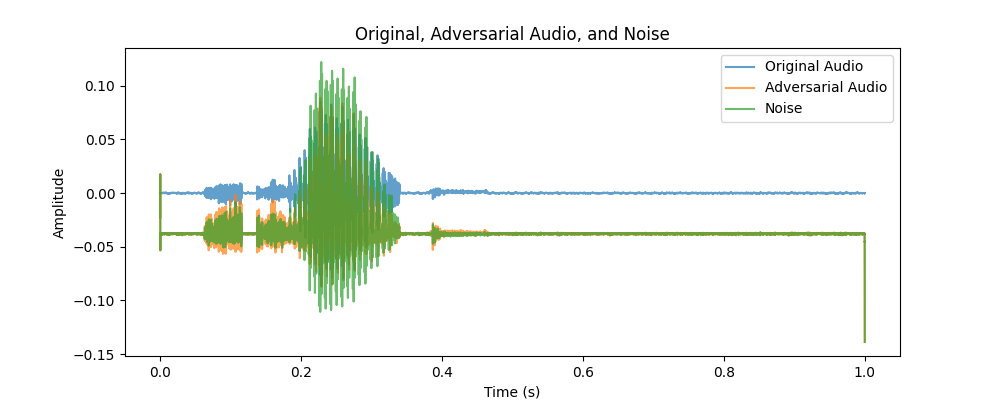 Original, Adversarial Audio, and Noise
Original Audio
Adversarial Audio
Noise
Amplitude
0.10
0.05
0.00
−0.05
−0.10
−0.15
0.0 0.2 0.4 0.6 0.8 1.0
Time (s)